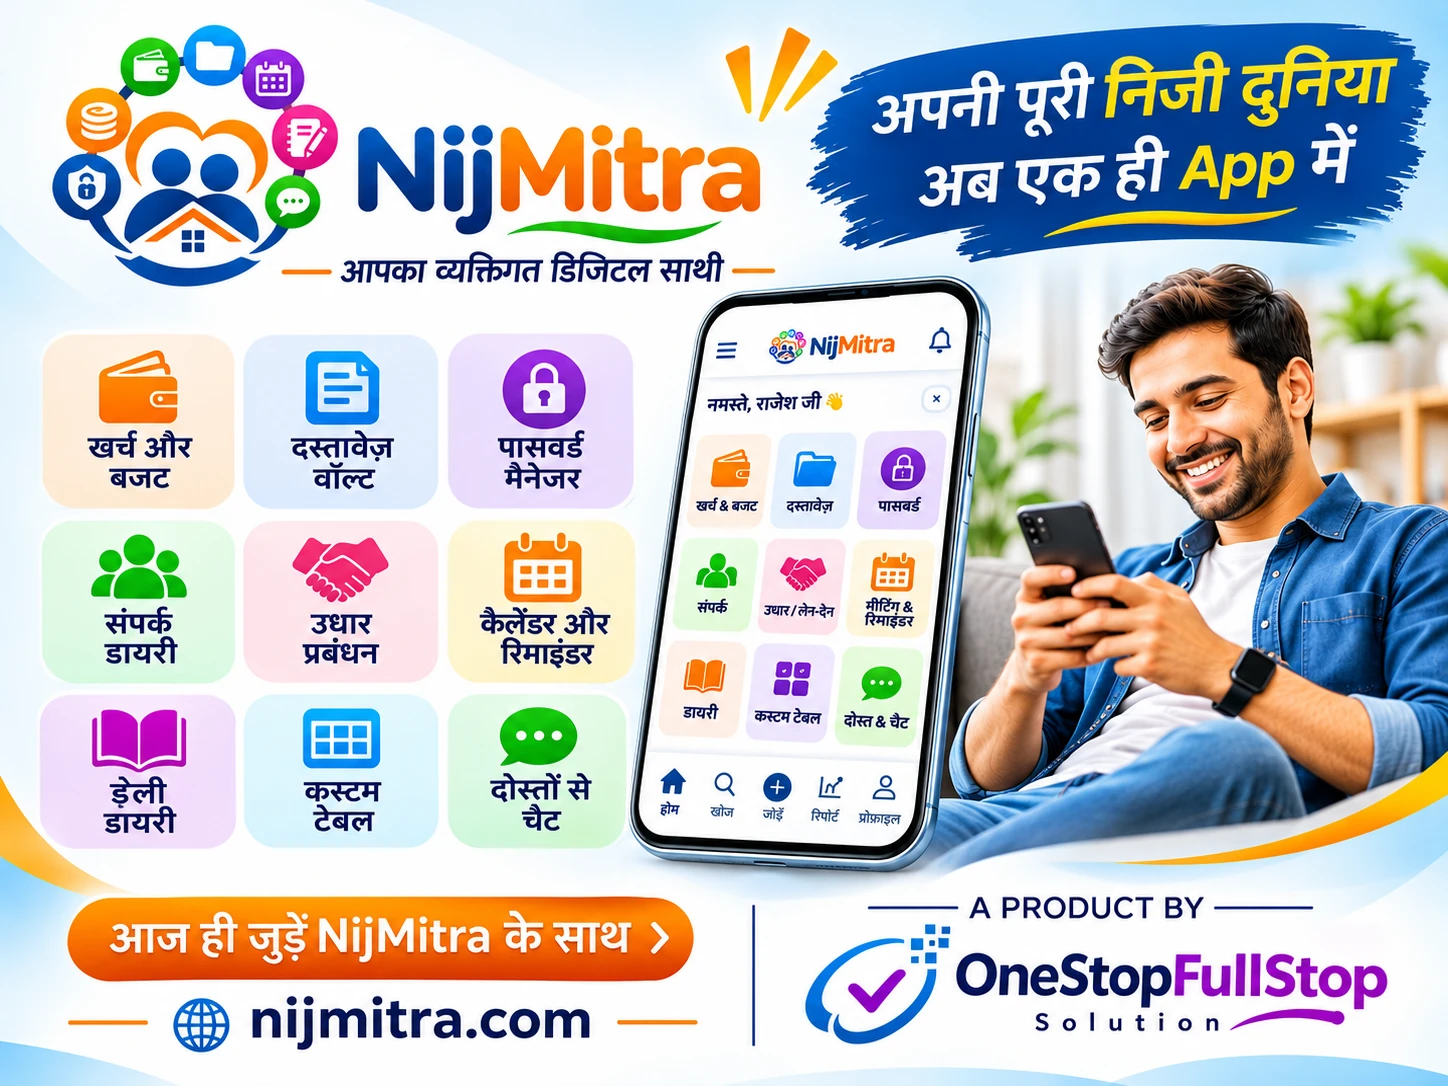 NijMitra
आपका व्यक्तिगत डिजिटल साथी
अपनी पूरी निजी दुनिया
अब एक ही App में
खर्च और
बजट
दस्तावेज़
वॉल्ट
पासवर्ड
मैनेजर
संपर्क
डायरी
उधार
प्रबंधन
कैलेंडर और
रिमाइंडर
ड़ेली
डायरी
कस्टम
टेबल
दोस्तों से
चैट
NijMitra
नमस्ते, राजेश जी 👋
×
खर्च & बजट
दस्तावेज़
पासवर्ड
संपर्क
उधार / लेन-देन
मीटिंग &
रिमाइंडर
डायरी
कस्टम टेबल
दोस्त & चैट
होम
खोज
जोड़ें
रिपोर्ट
प्रोफ़ाइल
आज ही जुड़ें NijMitra के साथ >
nijmitra.com
A PRODUCT BY
OneStopFullStop
Solution